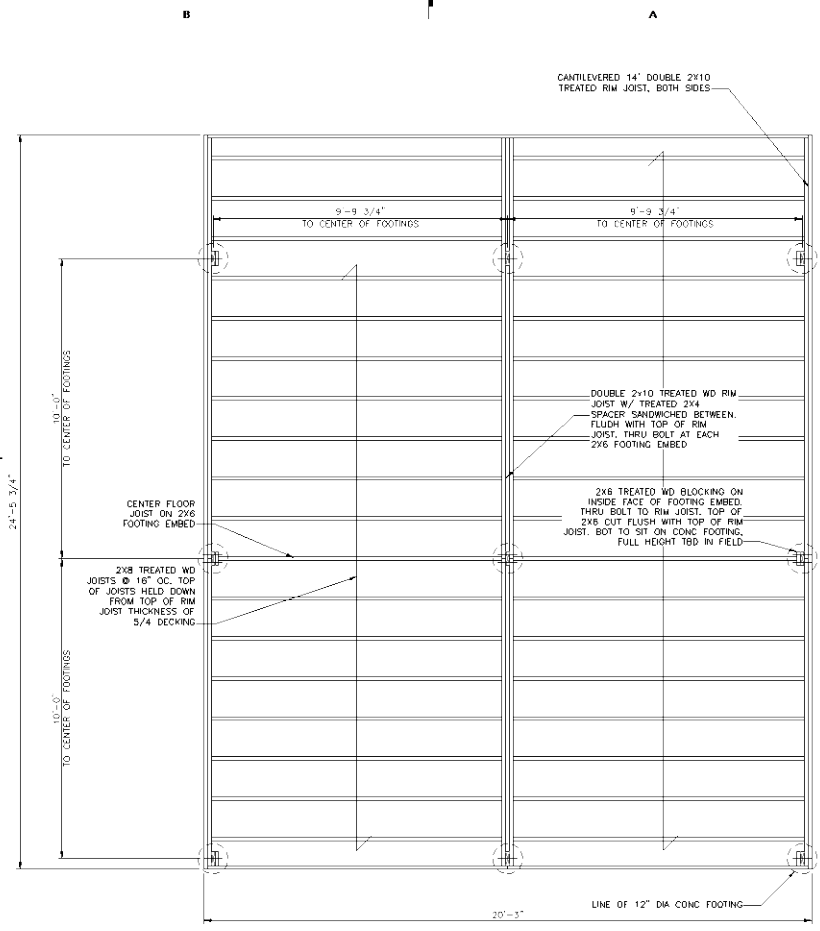 B
A
CANTILEVERED 14' DOUBLE 2X10
TREATED RIM JOIST, BOTH SIDES
9'-9 3/4"
TO CENTER OF FOOTINGS
9'-9 3/4"
TO CENTER OF FOOTINGS
10'-0"
TO CENTER OF FOOTINGS
24'-5 3/4"
DOUBLE 2x10 TREATED WD RIM
JOIST W/ TREATED 2X4
SPACER SANDWICHED BETWEEN.
FLUDH WITH TOP OF RIM
JOIST, THRU BOLT AT EACH
2X6 FOOTING EMBED
CENTER FLOOR
JOIST ON 2X6
FOOTING EMBED
2X6 TREATED WD BLOCKING ON
INSIDE FACE OF FOOTING EMBED.
THRU BOLT TO RIM JOIST. TOP OF
2X6 CUT FLUSH WITH TOP OF RIM
JOIST. BOT TO SIT ON CONC FOOTING,
FULL HEIGHT TBD IN FIELD
2X8 TREATED WD
JOISTS @ 16" OC. TOP
OF JOISTS HELD DOWN
FROM TOP OF RIM
JOIST THICKNESS OF
5/4 DECKING
10'-0"
TO CENTER OF FOOTINGS
LINE OF 12" DIA CONC FOOTING
20'-3"